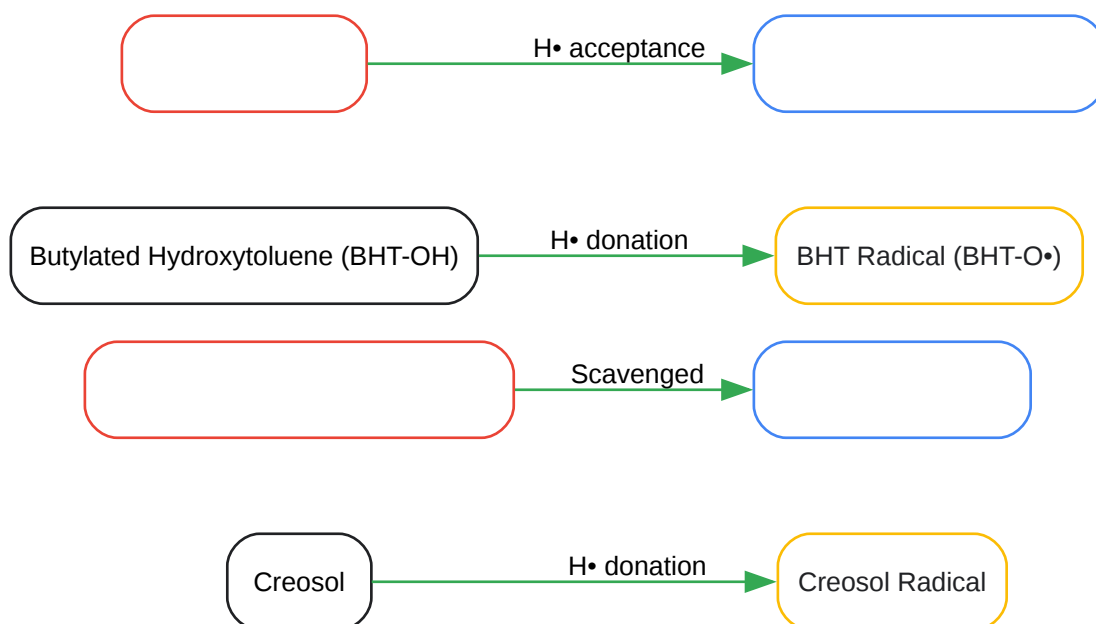 H• acceptance
Butylated Hydroxytoluene (BHT-OH)
H• donation
BHT Radical (BHT-O•)
Scavenged
Creosol
H• donation
Creosol Radical